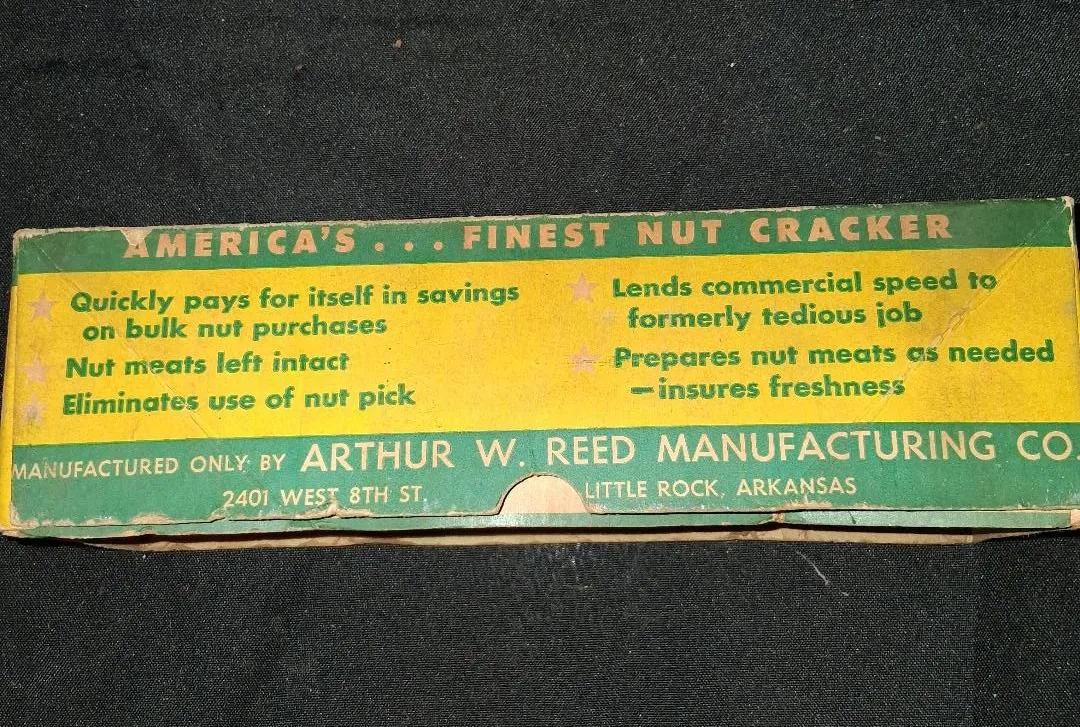 AMERICA'S . . . FINEST NUT CRACKER
Quickly pays for itself in savings
on bulk nut purchases
Nut meats left intact
Eliminates use of nut pick
Lends commercial speed to
formerly tedious job
Prepares nut meats as needed
—insures freshness
MANUFACTURED ONLY BY ARTHUR W. REED MANUFACTURING CO.
2401 WEST 8TH ST. LITTLE ROCK, ARKANSAS